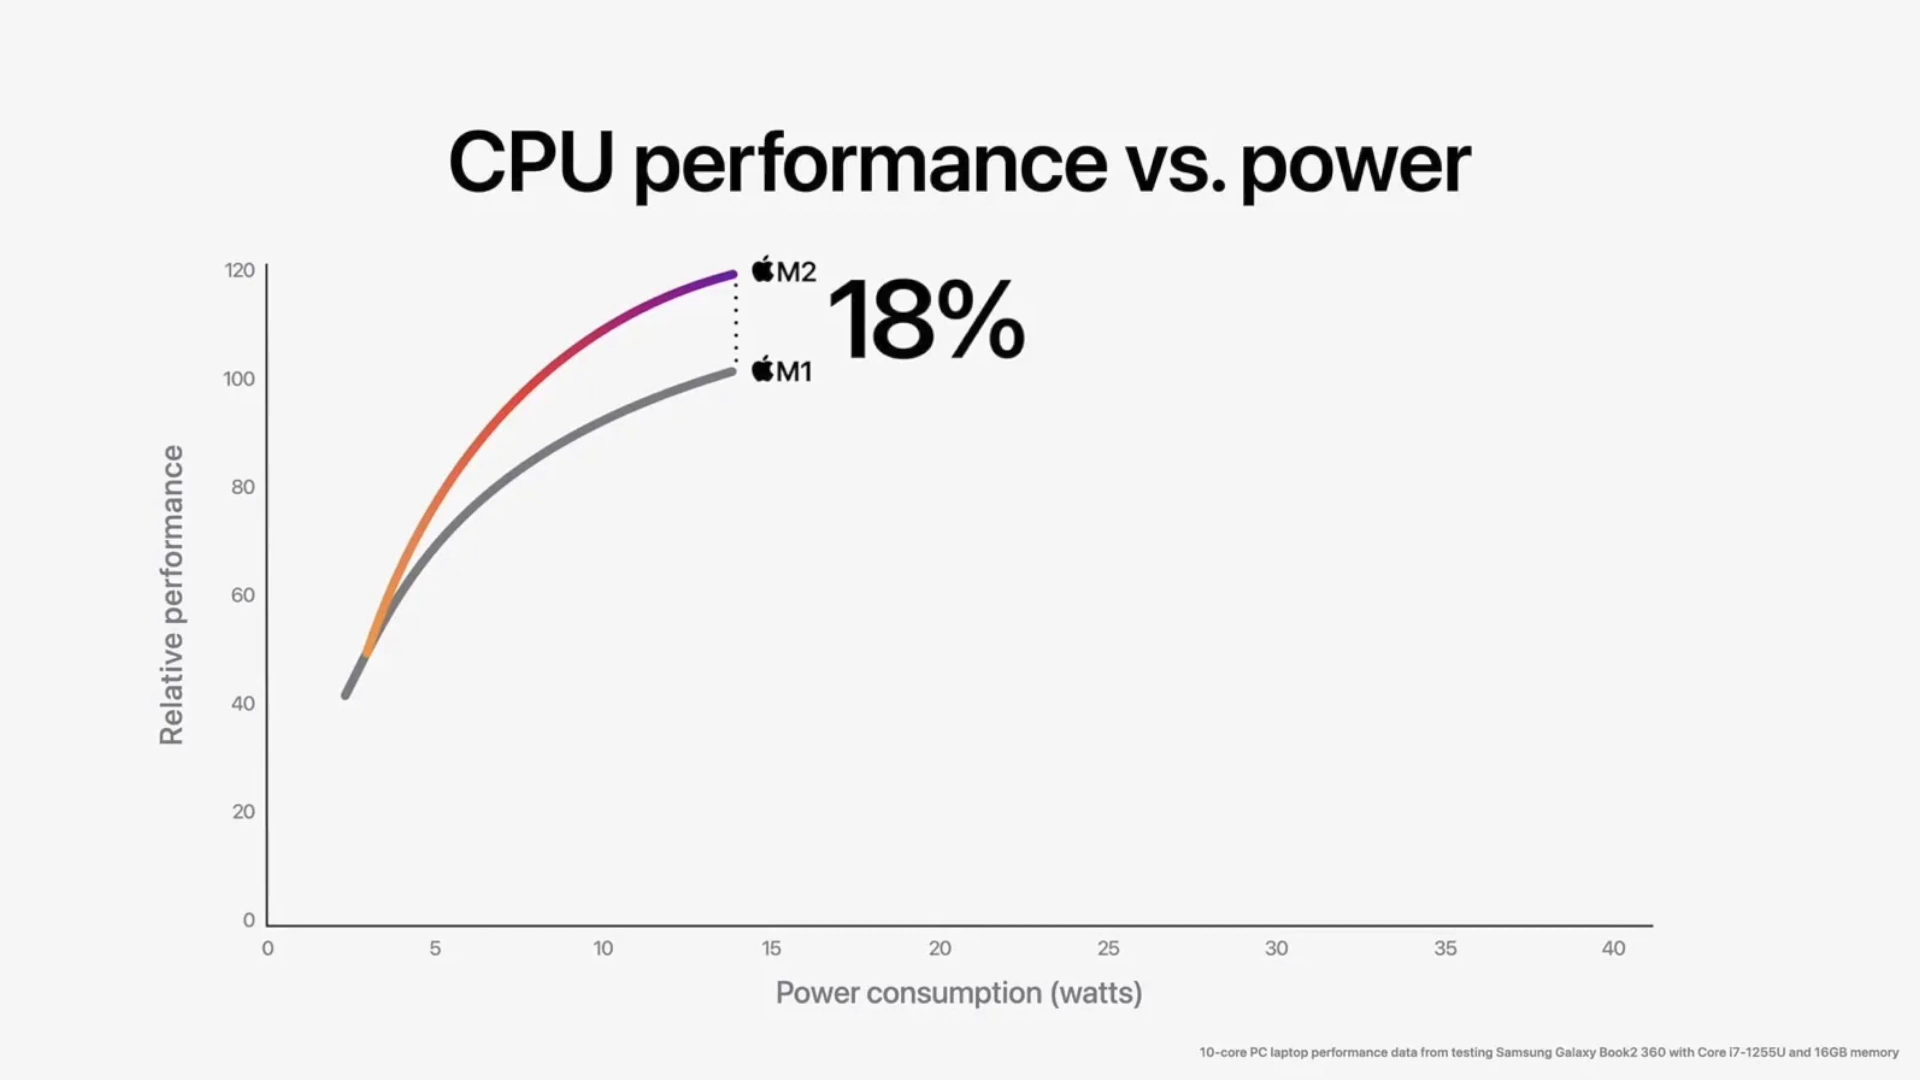 CPU performance vs. power
120
M2
18%
100
M1
80
60
40
20
0
Relative performance
0 5 10 15 20 25 30 35 40
Power consumption (watts)
10-core PC laptop performance data from testing Samsung Galaxy Book2 360 with Core i7-1255U and 16GB memory